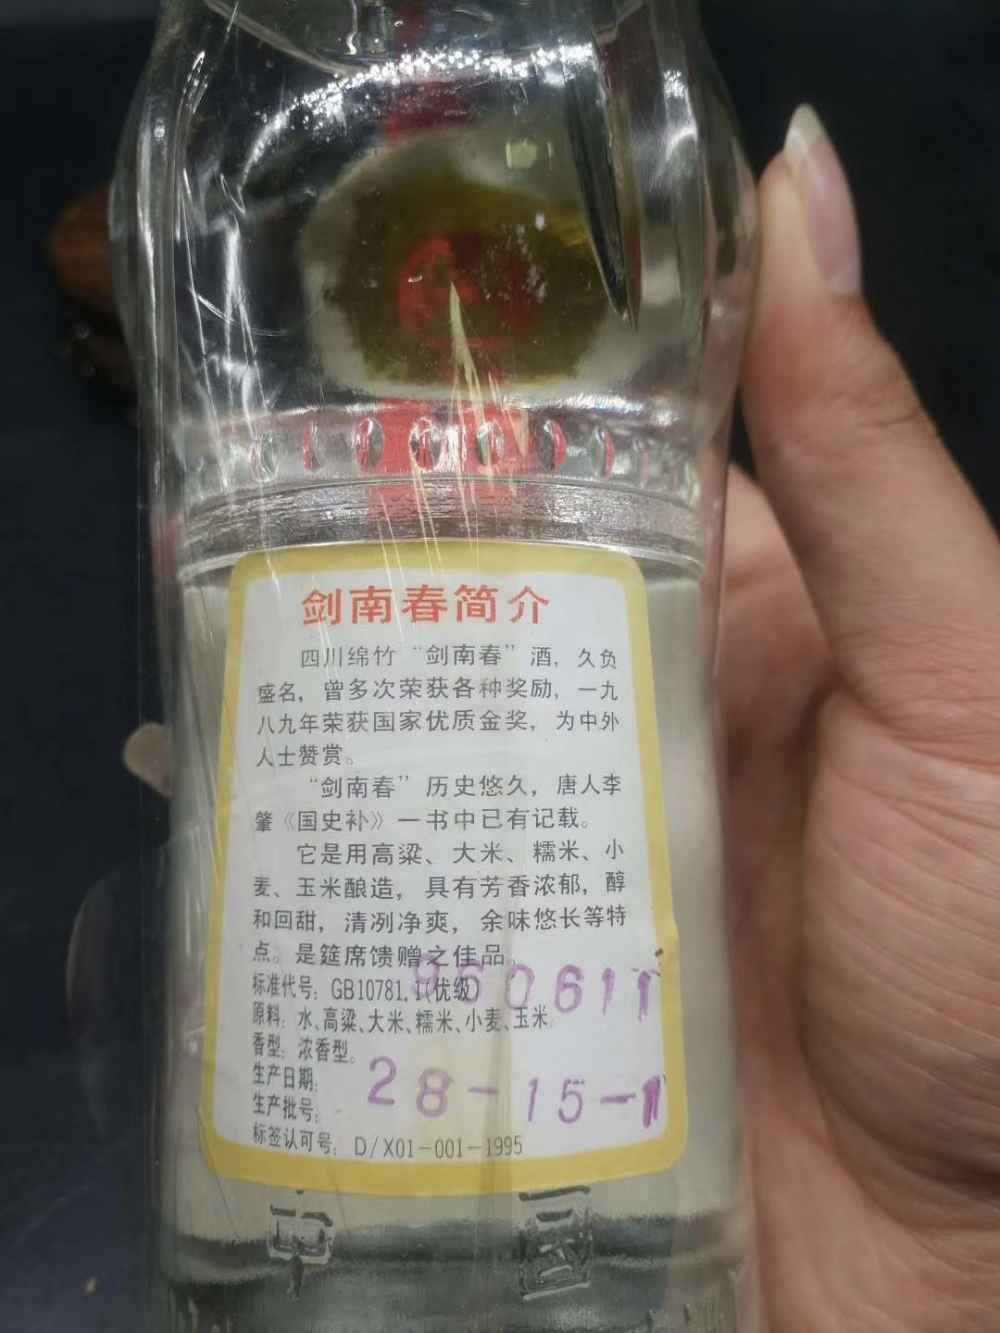 剑南春简介
四川绵竹“剑南春”酒，久负
盛名，曾多次荣获各种奖励，一九
八九年荣获国家优质金奖，为中外
人士赞赏。
“剑南春”历史悠久，唐人李
肇《国史补》一书中已有记载。
它是用高粱、大米、糯米、小
麦、玉米酿造，具有芳香浓郁，醇
和回甜，清冽净爽，余味悠长等特
点。是筵席馈赠之佳品。
标准代号：GB10781.1(优级)
960611
原料：水、高粱、大米、糯米、小麦、玉米。
香型：浓香型。
生产日期：
28-15-1
生产批号：
标签认可号：D/X01-001-1995
中国